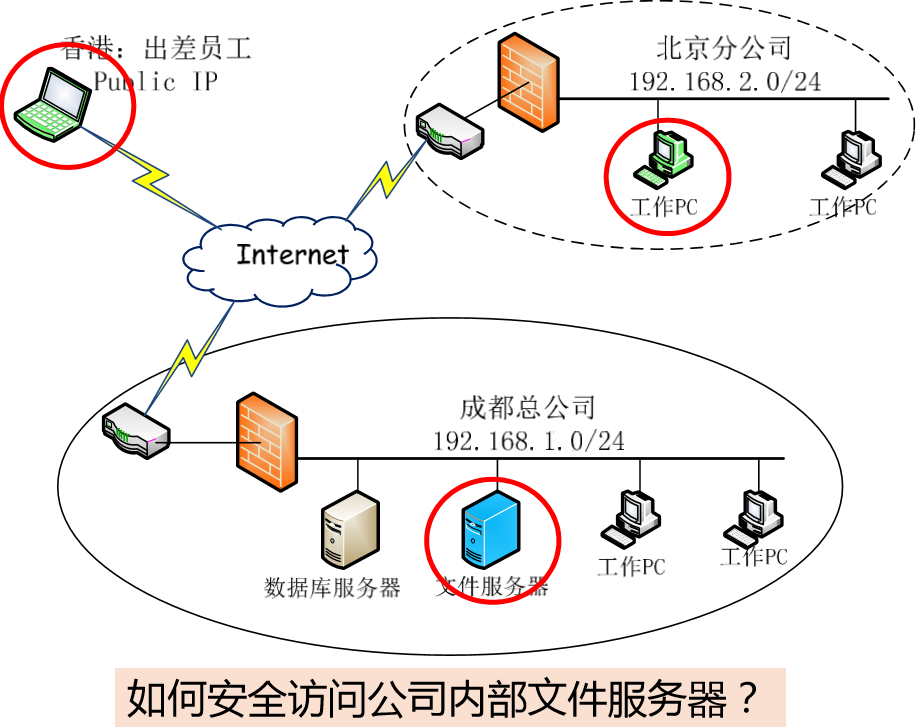 香港：出差员工
Public IP
北京分公司
192.168.2.0/24
工作PC
工作PC
Internet
成都总公司
192.168.1.0/24
数据库服务器
文件服务器
工作PC
工作PC
如何安全访问公司内部文件服务器？